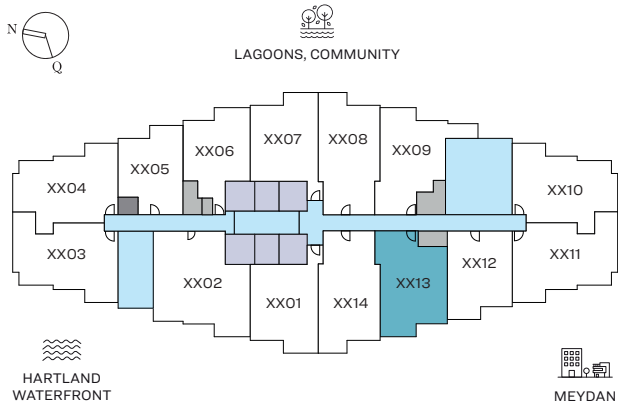 N
Q
LAGOONS, COMMUNITY
XX07
XX08
XX06
XX09
XX05
XX04
XX10
XX03
XX02
XX01
XX14
XX13
XX12
XX11
HARTLAND
WATERFRONT
MEYDAN